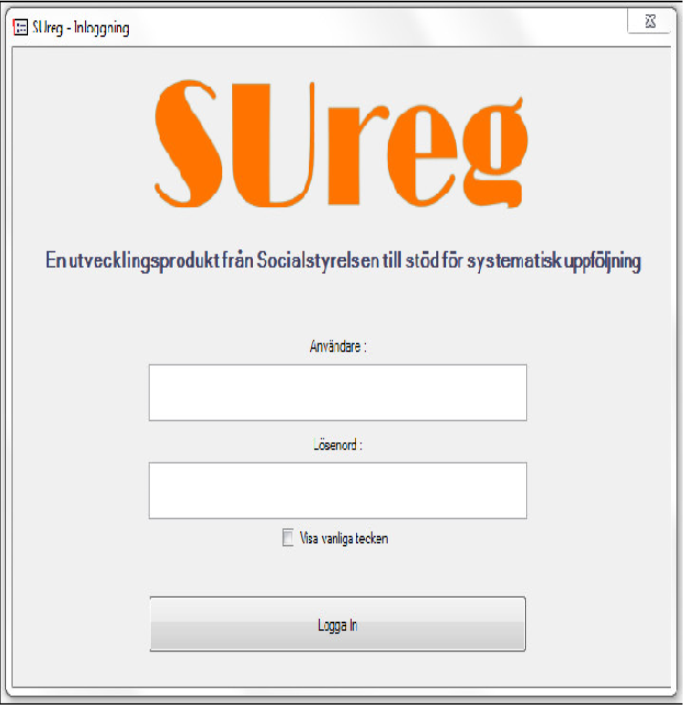 SUreg - Inloggning
SUreg
En utvecklingsprodukt från Socialstyrelsen till stöd för systematisk uppföljning
Användare :
Lösenord :
Visa vanliga tecken
Logga In